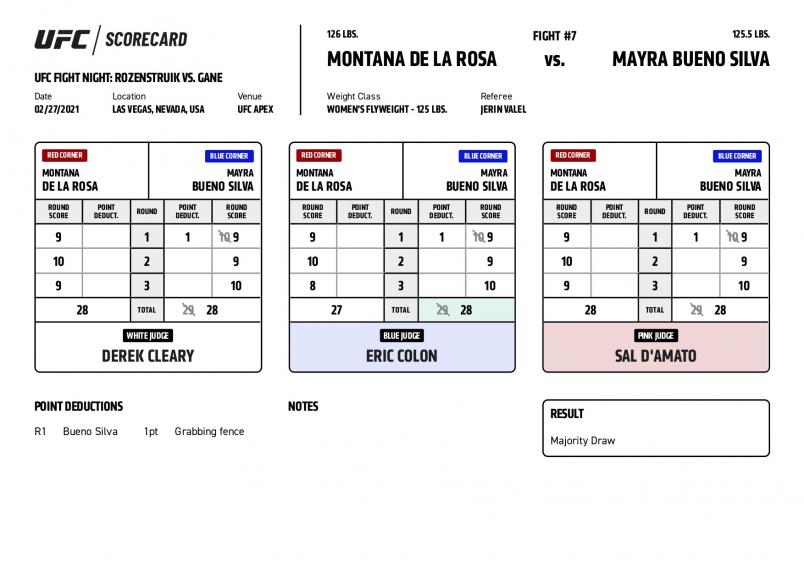 UFC / SCORECARD
UFC FIGHT NIGHT: ROZENSTRUIK VS. GANE
Date Location Venue
02/27/2021 LAS VEGAS, NEVADA, USA UFC APEX
126 LBS. FIGHT #7 125.5 LBS.
MONTANA DE LA ROSA VS. MAYRA BUENO SILVA
Weight Class Referee
WOMEN'S FLYWEIGHT - 125 LBS. JERIN VALEL
RED CORNER BLUE CORNER
MONTANA MAYRA
DE LA ROSA BUENO SILVA
ROUND SCORE POINT DEDUCT. ROUND POINT DEDUCT. ROUND SCORE
9 1 1 10 9
10 2 9
9 3 10
28 TOTAL 29 28
WHITE JUDGE
DEREK CLEARY
RED CORNER BLUE CORNER
MONTANA MAYRA
DE LA ROSA BUENO SILVA
ROUND SCORE POINT DEDUCT. ROUND POINT DEDUCT. ROUND SCORE
9 1 1 10 9
10 2 9
8 3 10
27 TOTAL 29 28
BLUE JUDGE
ERIC COLON
RED CORNER BLUE CORNER
MONTANA MAYRA
DE LA ROSA BUENO SILVA
ROUND SCORE POINT DEDUCT. ROUND POINT DEDUCT. ROUND SCORE
9 1 1 10 9
10 2 9
9 3 10
28 TOTAL 29 28
PINK JUDGE
SAL D'AMATO
POINT DEDUCTIONS
R1 Bueno Silva 1pt Grabbing fence
NOTES
RESULT
Majority Draw